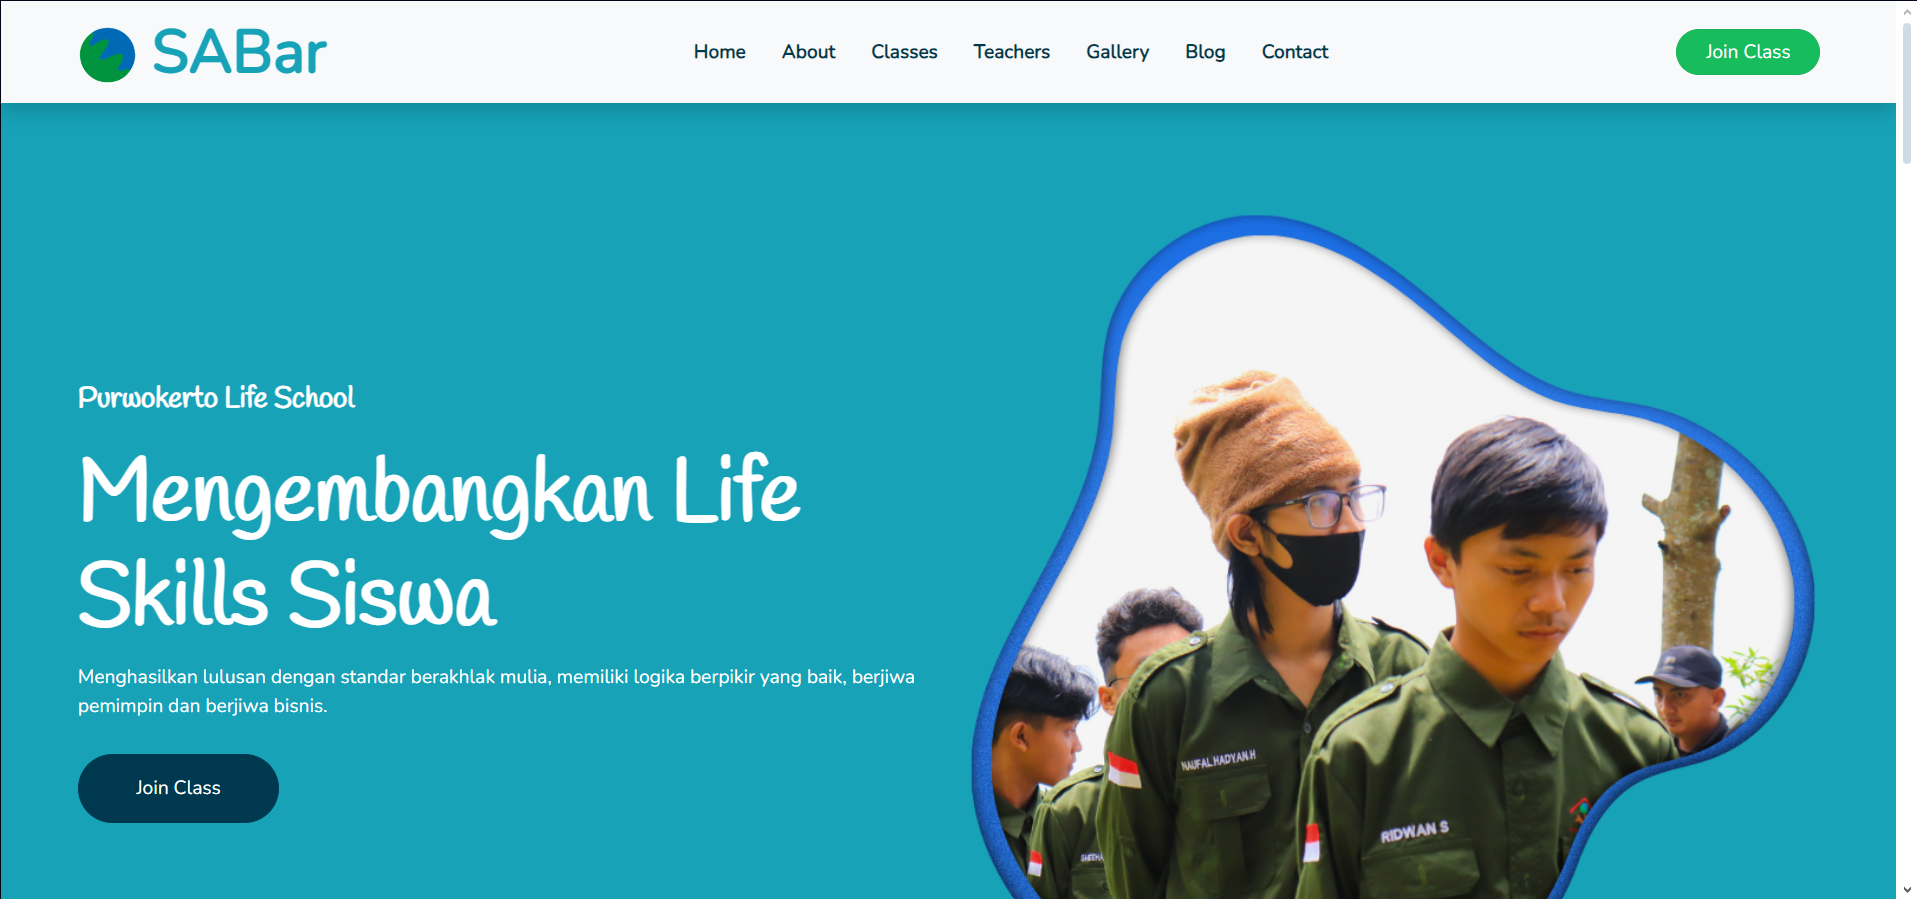 SABar
Home About Classes Teachers Gallery Blog Contact
Join Class
Purwokerto Life School
Mengembangkan Life
Skills Siswa
Menghasilkan lulusan dengan standar berakhlak mulia, memiliki logika berpikir yang baik, berjiwa
pemimpin dan berjiwa bisnis.
Join Class
NAUFAL HADYAN H
RIDWAN S